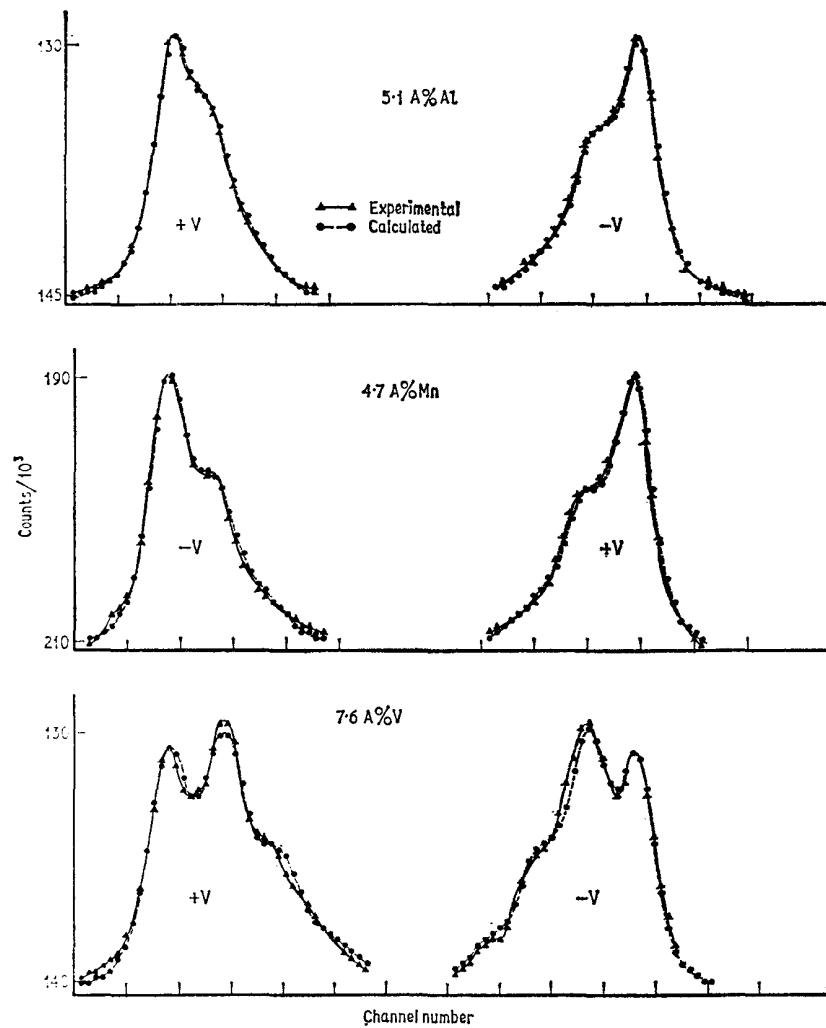 130
5·1 A%Al
Experimental
Calculated
+V
−V
145
190
4·7 A%Mn
−V
+V
Counts/10³
210
7·6 A%V
130
+V
−V
140
Channel number